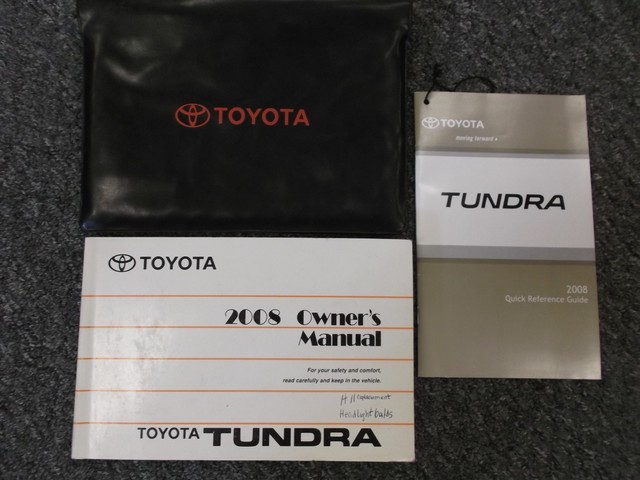 TOYOTA
TOYOTA
moving forward >
TUNDRA
2008
Quick Reference Guide
TOYOTA
2008 Owner's
Manual
For your safety and comfort,
read carefully and keep in the vehicle.
H11 replacement
Headlight bulbs
TOYOTA TUNDRA